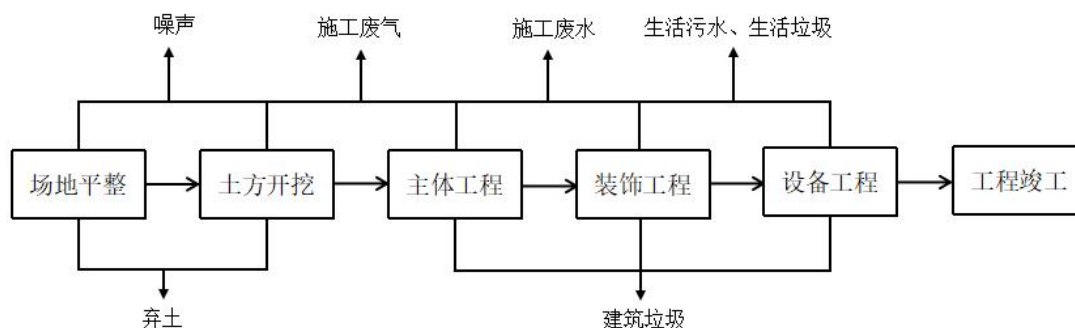 噪声 施工废气 施工废水 生活污水、生活垃圾
场地平整 土方开挖 主体工程 装饰工程 设备工程 工程竣工
弃土 建筑垃圾